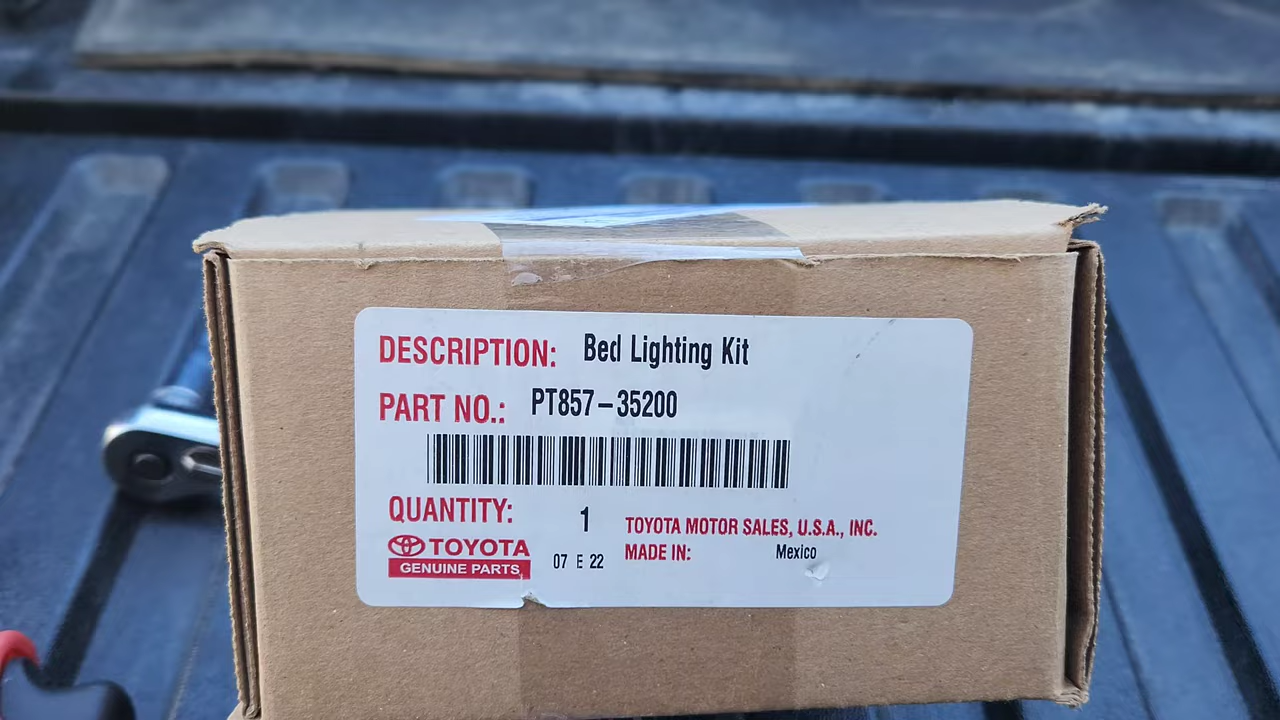 DESCRIPTION: Bed Lighting Kit
PART NO.: PT857-35200
QUANTITY: 1
TOYOTA MOTOR SALES, U.S.A., INC.
TOYOTA
GENUINE PARTS
07 E 22
MADE IN: Mexico